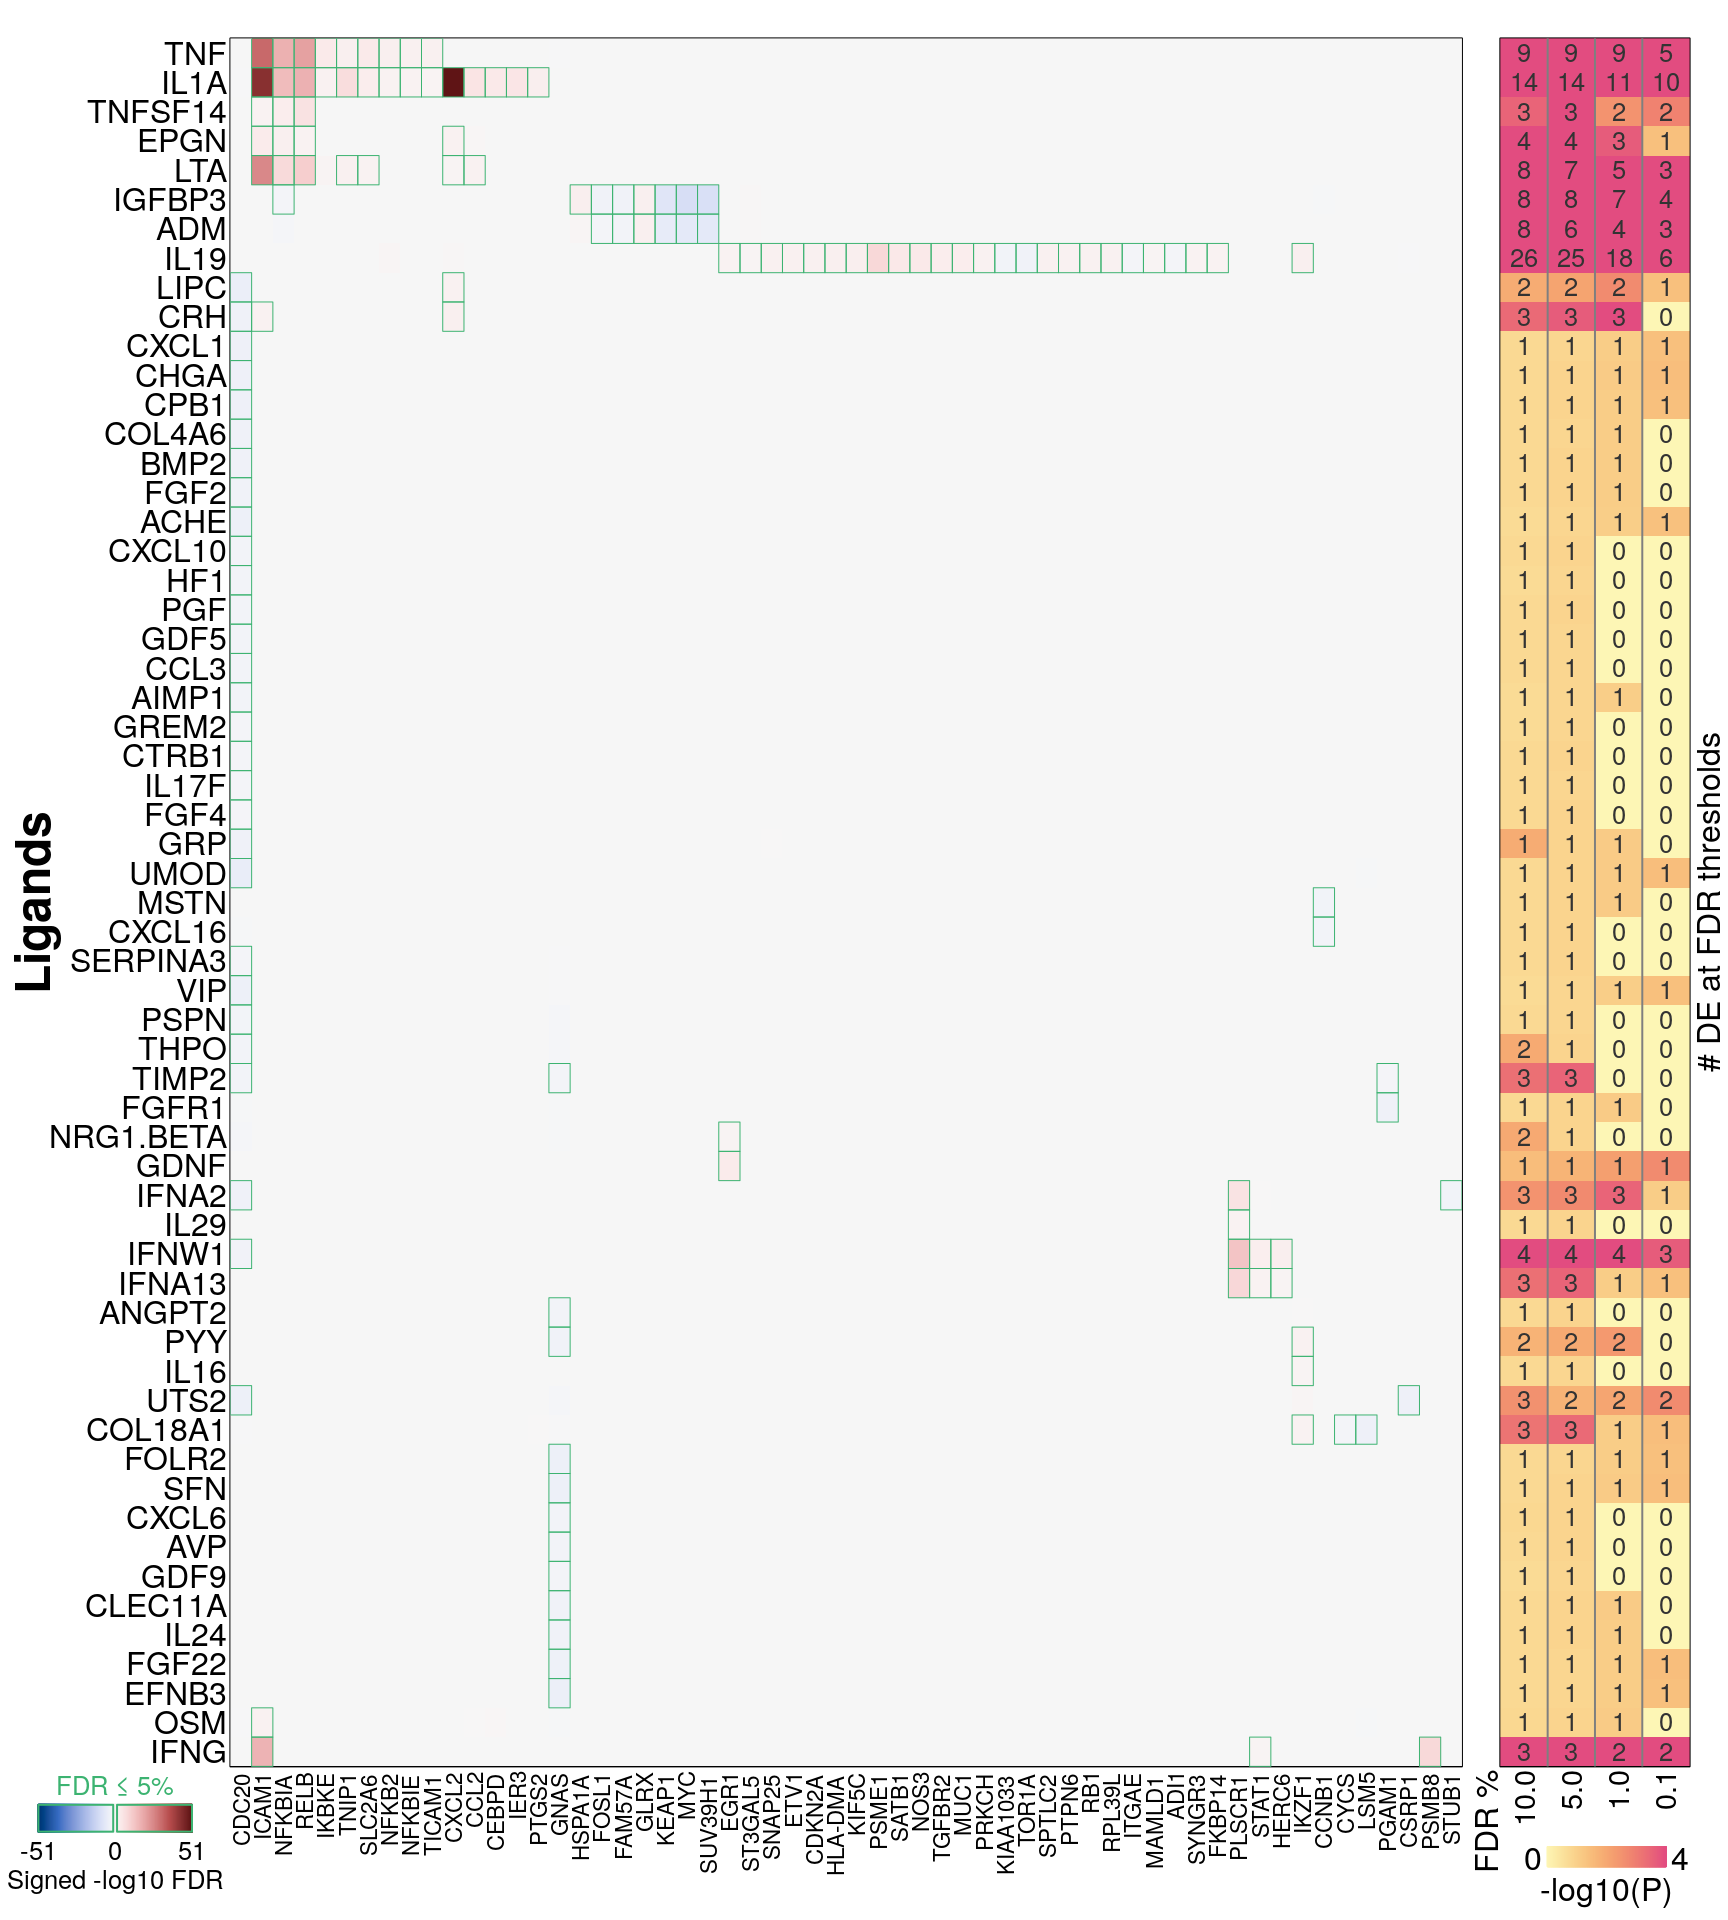 TNF 9 9 9 5
IL1A 14 14 11 10
TNFSF14 3 3 2 2
EPGN 4 4 3 1
LTA 8 7 5 3
IGFBP3 8 8 7 4
ADM 8 6 4 3
IL19 26 25 18 6
LIPC 2 2 2 1
CRH 3 3 3 0
CXCL1 1 1 1 1
CHGA 1 1 1 1
CPB1 1 1 1 1
COL4A6 1 1 1 0
BMP2 1 1 1 0
FGF2 1 1 1 0
ACHE 1 1 1 1
CXCL10 1 1 0 0
HF1 1 1 0 0
PGF 1 1 0 0
GDF5 1 1 0 0
CCL3 1 1 0 0
AIMP1 1 1 1 0
GREM2 1 1 0 0
CTRB1 1 1 0 0
IL17F 1 1 0 0
FGF4 1 1 0 0
GRP 1 1 1 0
UMOD 1 1 1 1
MSTN 1 1 1 0
CXCL16 1 1 0 0
SERPINA3 1 1 0 0
VIP 1 1 1 1
PSPN 1 1 0 0
THPO 2 1 0 0
TIMP2 3 3 0 0
FGFR1 1 1 1 0
NRG1.BETA 2 1 0 0
GDNF 1 1 1 1
IFNA2 3 3 3 1
IL29 1 1 0 0
IFNW1 4 4 4 3
IFNA13 3 3 1 1
ANGPT2 1 1 0 0
PYY 2 2 2 0
IL16 1 1 0 0
UTS2 3 2 2 2
COL18A1 3 3 1 1
FOLR2 1 1 1 1
SFN 1 1 1 1
CXCL6 1 1 0 0
AVP 1 1 0 0
GDF9 1 1 0 0
CLEC11A 1 1 1 0
IL24 1 1 1 0
FGF22 1 1 1 1
EFNB3 1 1 1 1
OSM 1 1 1 0
IFNG 3 3 2 2
Ligands
# DE at FDR thresholds
CDC20
ICAM1
NFKBIA
RELB
IKBKE
TNIP1
SLC2A6
NFKB2
NFKBIE
TICAM1
CXCL2
CCL2
CEBPD
IER3
PTGS2
GNAS
HSPA1A
FOSL1
FAM57A
GLRX
KEAP1
MYC
SUV39H1
EGR1
ST3GAL5
SNAP25
ETV1
CDKN2A
HLA-DMA
KIF5C
PSME1
SATB1
NOS3
TGFBR2
MUC1
PRKCH
KIAA1033
TOR1A
SPTLC2
PTPN6
RB1
RPL39L
ITGAE
MAMLD1
ADI1
SYNGR3
FKBP14
PLSCR1
STAT1
HERC6
IKZF1
CCNB1
CYCS
LSM5
PGAM1
CSRP1
PSMB8
STUB1
FDR %
10.0
5.0
1.0
0.1
FDR ≤ 5%
-51 0 51
Signed -log10 FDR
0 4
-log10(P)